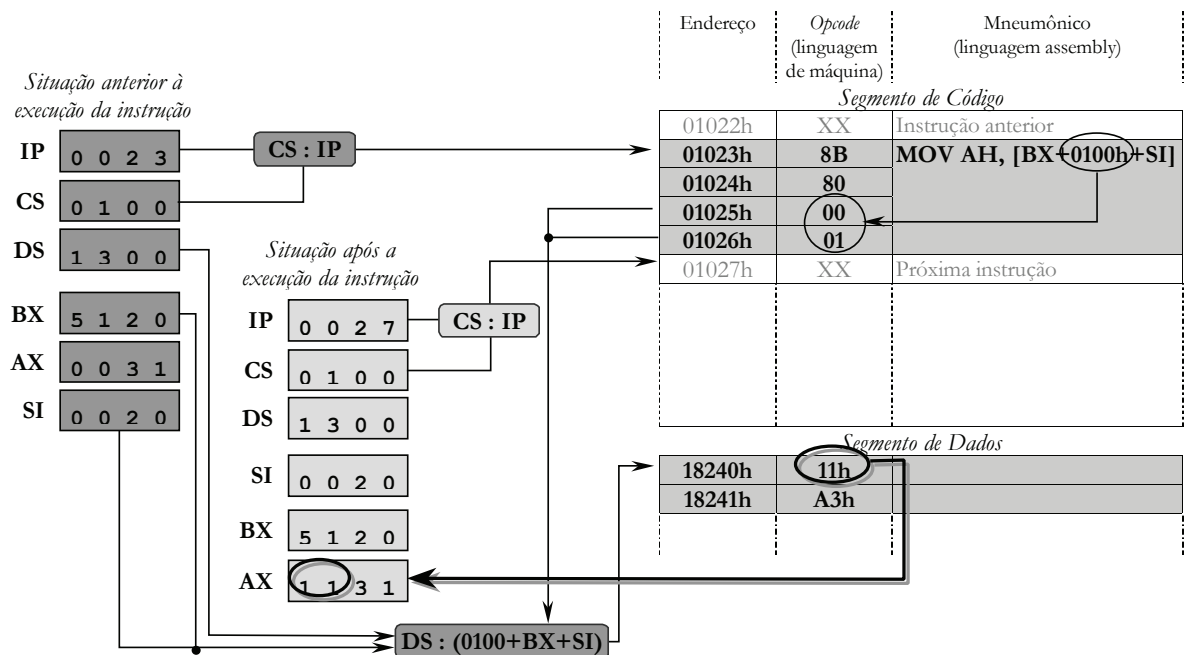 Endereço
Opcode
(linguagem
de máquina)
Mneumônico
(linguagem assembly)
Situação anterior à
execução da instrução
IP 0 0 2 3
CS : IP
CS 0 1 0 0
DS 1 3 0 0
BX 5 1 2 0
AX 0 0 3 1
SI 0 0 2 0
Segmento de Código
01022h XX Instrução anterior
01023h 8B MOV AH, [BX+0100h+SI]
01024h 80
01025h 00
01026h 01
01027h XX Próxima instrução
Situação após a
execução da instrução
IP 0 0 2 7
CS : IP
CS 0 1 0 0
DS 1 3 0 0
SI 0 0 2 0
BX 5 1 2 0
AX 1 1 3 1
Segmento de Dados
18240h 11h
18241h A3h
DS : (0100+BX+SI)